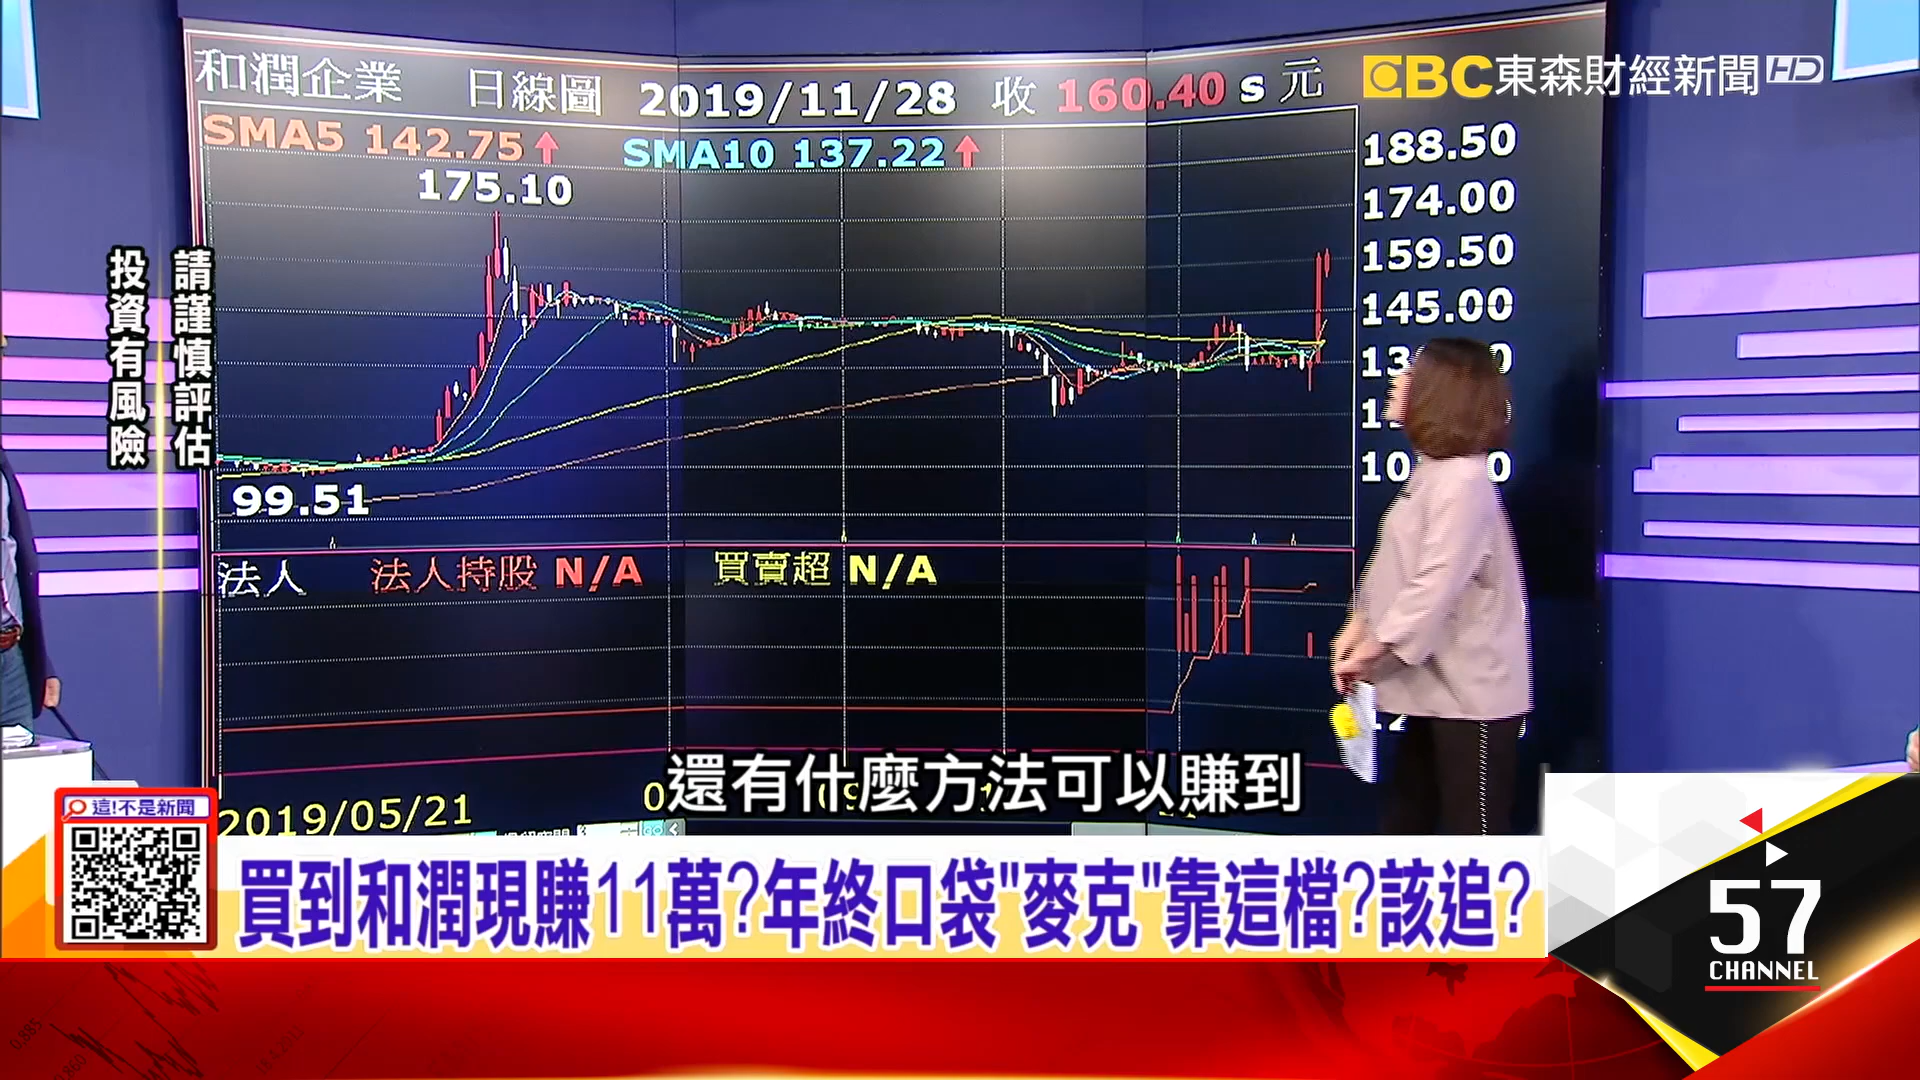 和潤企業 日線圖 2019/11/28 收 160.40 s 元
EBC東森財經新聞HD
SMA5 142.75↑ SMA10 137.22↑
175.10
188.50
174.00
159.50
145.00
99.51
請謹慎評估
投資有風險
法人 法人持股 N/A 買賣超 N/A
2019/05/21
還有什麼方法可以賺到
這!不是新聞
買到和潤現賺11萬?年終口袋"麥克"靠這檔?該追?
57
CHANNEL